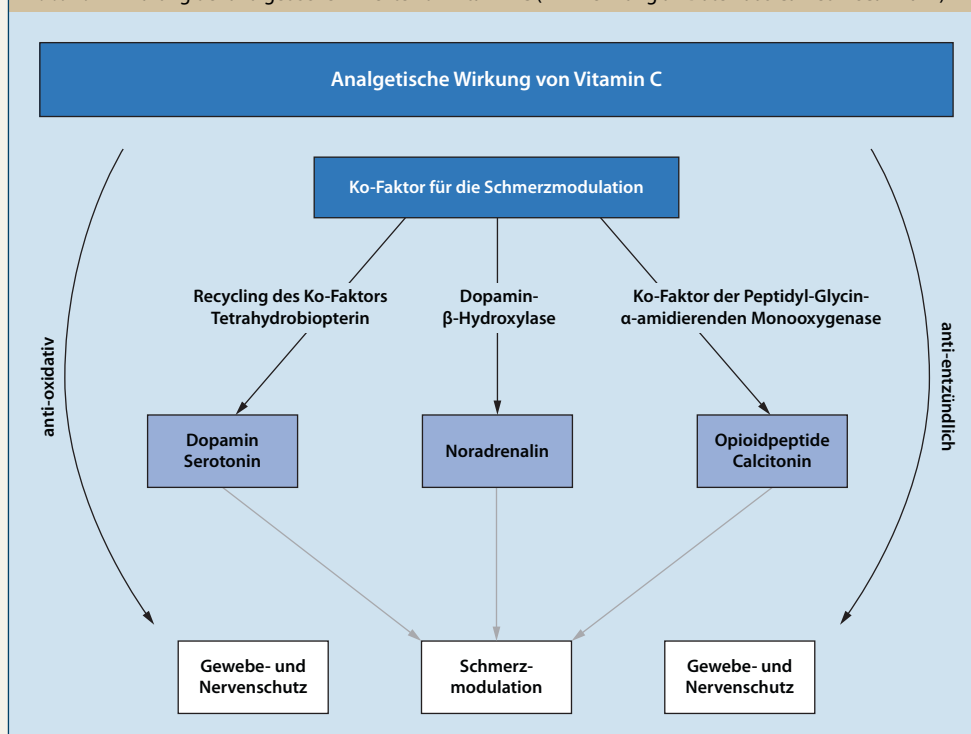 Analgetische Wirkung von Vitamin C
Ko-Faktor für die Schmerzmodulation
Recycling des Ko-Faktors
Tetrahydrobiopterin
Dopamin-
β-Hydroxylase
Ko-Faktor der Peptidyl-Glycin-
α-amidierenden Monooxygenase
anti-oxidativ
anti-entzündlich
Dopamin
Serotonin
Noradrenalin
Opioidpeptide
Calcitonin
Gewebe- und
Nervenschutz
Schmerz-
modulation
Gewebe- und
Nervenschutz